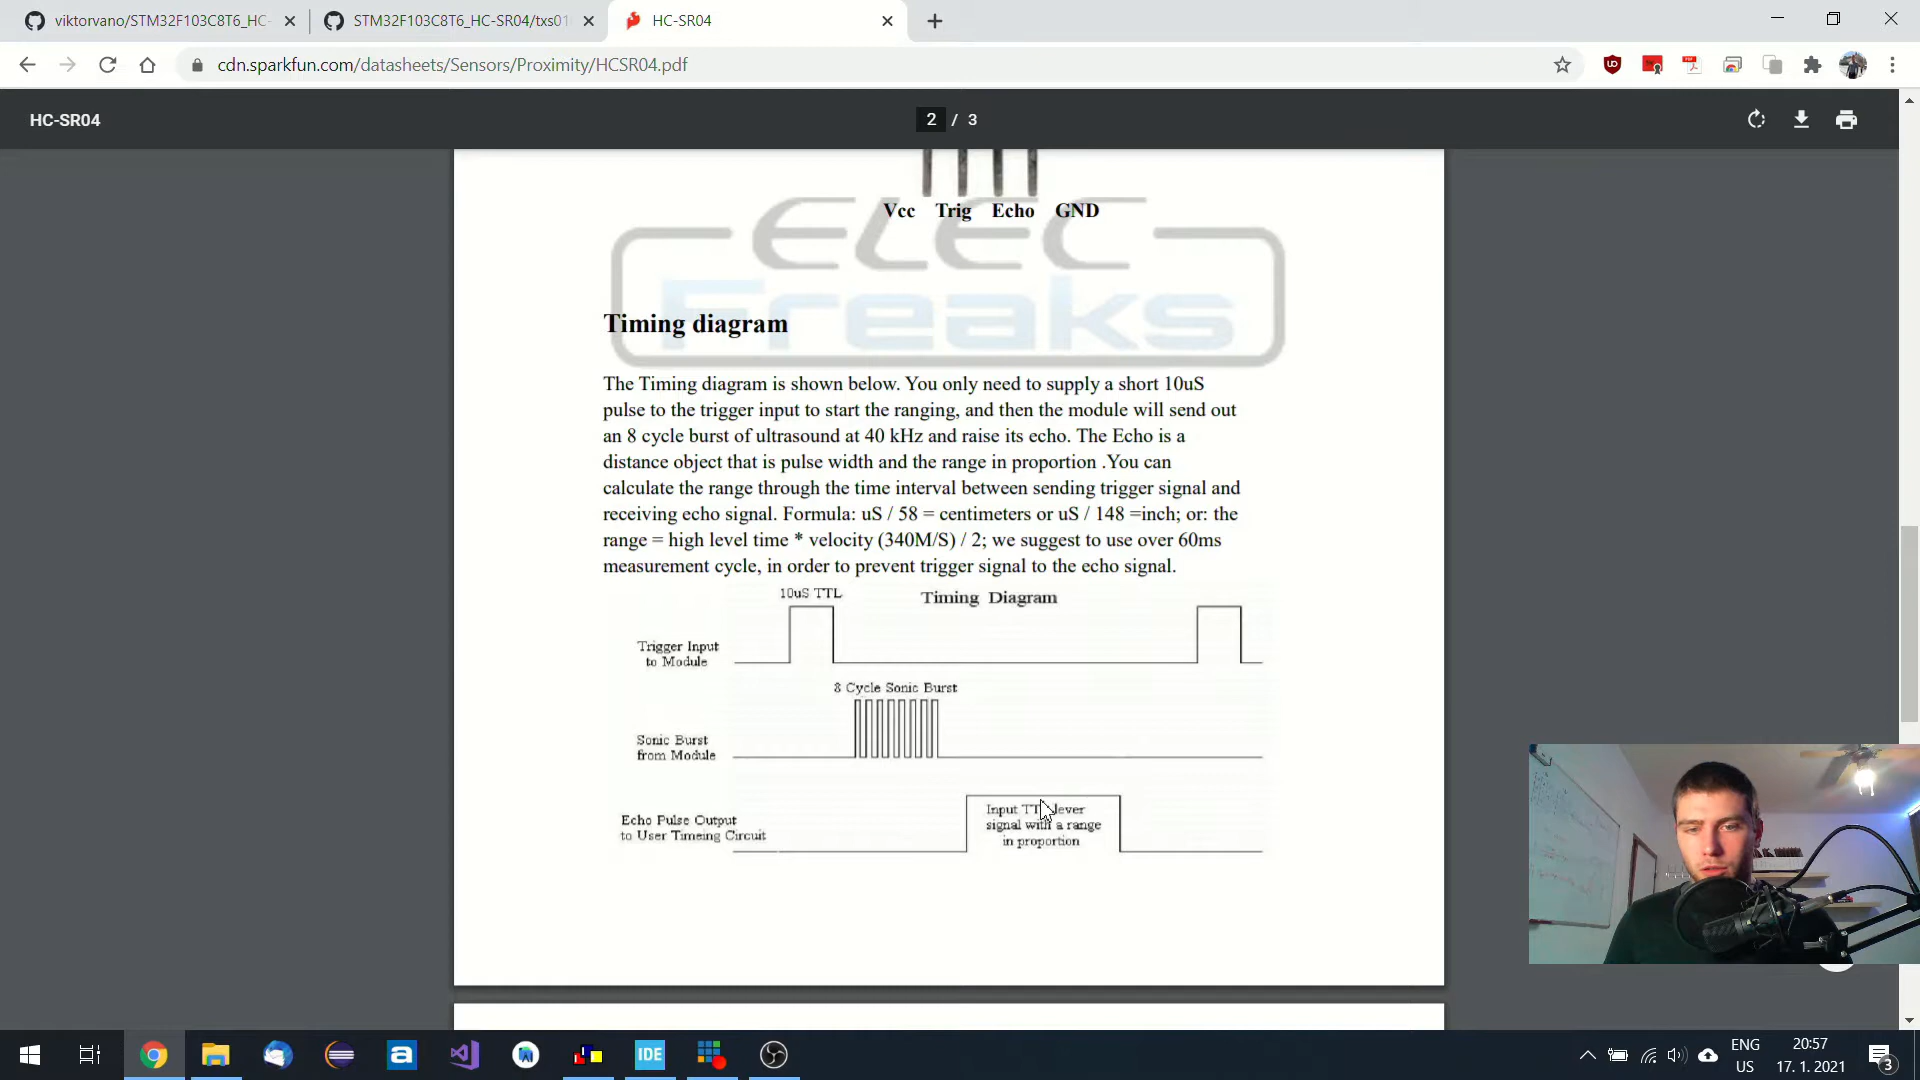 viktorvano/STM32F103C8T6_HC-
STM32F103C8T6_HC-SR04/txs01
HC-SR04
cdn.sparkfun.com/datasheets/Sensors/Proximity/HCSR04.pdf
HC-SR04
2 / 3
Vcc Trig Echo GND
ELEC
Freaks
Timing diagram
The Timing diagram is shown below. You only need to supply a short 10uS
pulse to the trigger input to start the ranging, and then the module will send out
an 8 cycle burst of ultrasound at 40 kHz and raise its echo. The Echo is a
distance object that is pulse width and the range in proportion .You can
calculate the range through the time interval between sending trigger signal and
receiving echo signal. Formula: uS / 58 = centimeters or uS / 148 =inch; or: the
range = high level time * velocity (340M/S) / 2; we suggest to use over 60ms
measurement cycle, in order to prevent trigger signal to the echo signal.
10uS TTL
Timing Diagram
Trigger Input
to Module
8 Cycle Sonic Burst
Sonic Burst
from Module
Echo Pulse Output
to User Timeing Circuit
Input lever
signal with a range
in proportion
IDE
ENG
US
20:57
17. 1. 2021
3